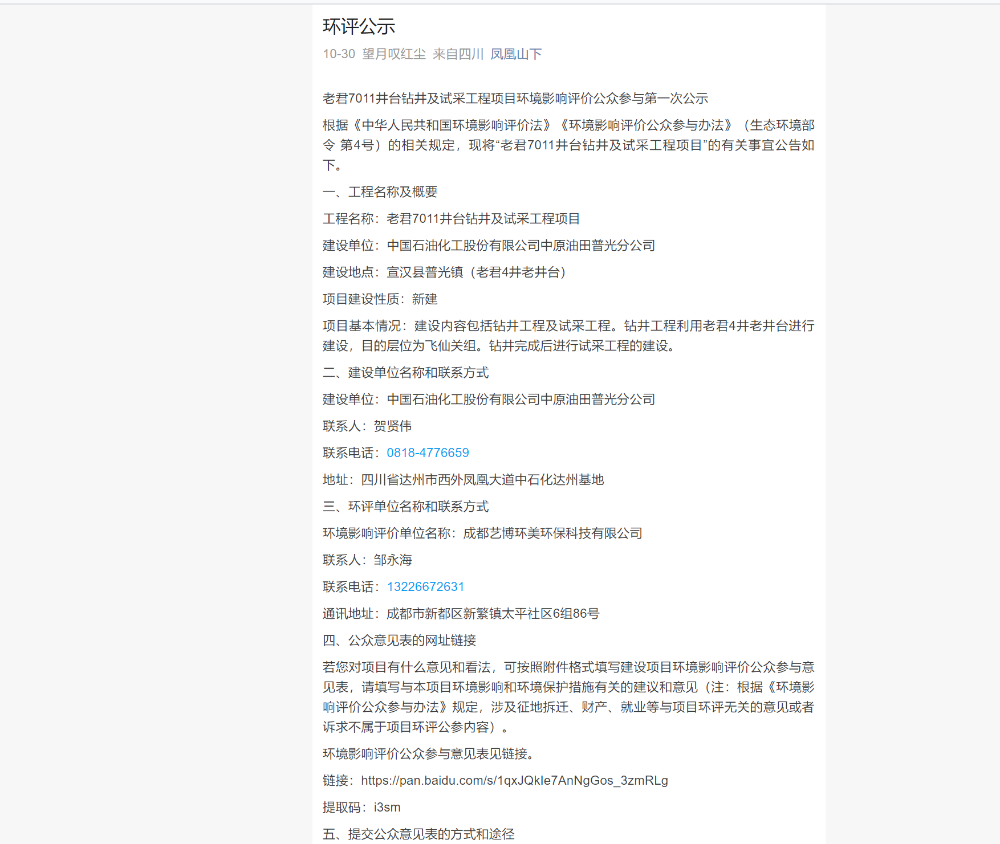 环评公示
10-30 望月叹红尘 来自四川 凤凰山下
老君7011井台钻井及试采工程项目环境影响评价公众参与第一次公示
根据《中华人民共和国环境影响评价法》《环境影响评价公众参与办法》（生态环境部
令 第4号）的相关规定，现将“老君7011井台钻井及试采工程项目”的有关事宜公告如
下。
一、工程名称及概要
工程名称：老君7011井台钻井及试采工程项目
建设单位：中国石油化工股份有限公司中原油田普光分公司
建设地点：宣汉县普光镇（老君4井老井台）
项目建设性质：新建
项目基本情况：建设内容包括钻井工程及试采工程。钻井工程利用老君4井老井台进行
建设，目的层位为飞仙关组。钻井完成后进行试采工程的建设。
二、建设单位名称和联系方式
建设单位：中国石油化工股份有限公司中原油田普光分公司
联系人：贺贤伟
联系电话：0818-4776659
地址：四川省达州市西外凤凰大道中石化达州基地
三、环评单位名称和联系方式
环境影响评价单位名称：成都艺博环美环保科技有限公司
联系人：邹永海
联系电话：13226672631
通讯地址：成都市新都区新繁镇太平社区6组86号
四、公众意见表的网址链接
若您对项目有什么意见和看法，可按照附件格式填写建设项目环境影响评价公众参与意
见表，请填写与本项目环境影响和环境保护措施有关的建议和意见（注：根据《环境影
响评价公众参与办法》规定，涉及征地拆迁、财产、就业等与项目环评无关的意见或者
诉求不属于项目环评公参内容）。
环境影响评价公众参与意见表见链接。
链接：https://pan.baidu.com/s/1qxJQkIe7AnNgGos_3zmRLg
提取码：i3sm
五、提交公众意见表的方式和途径